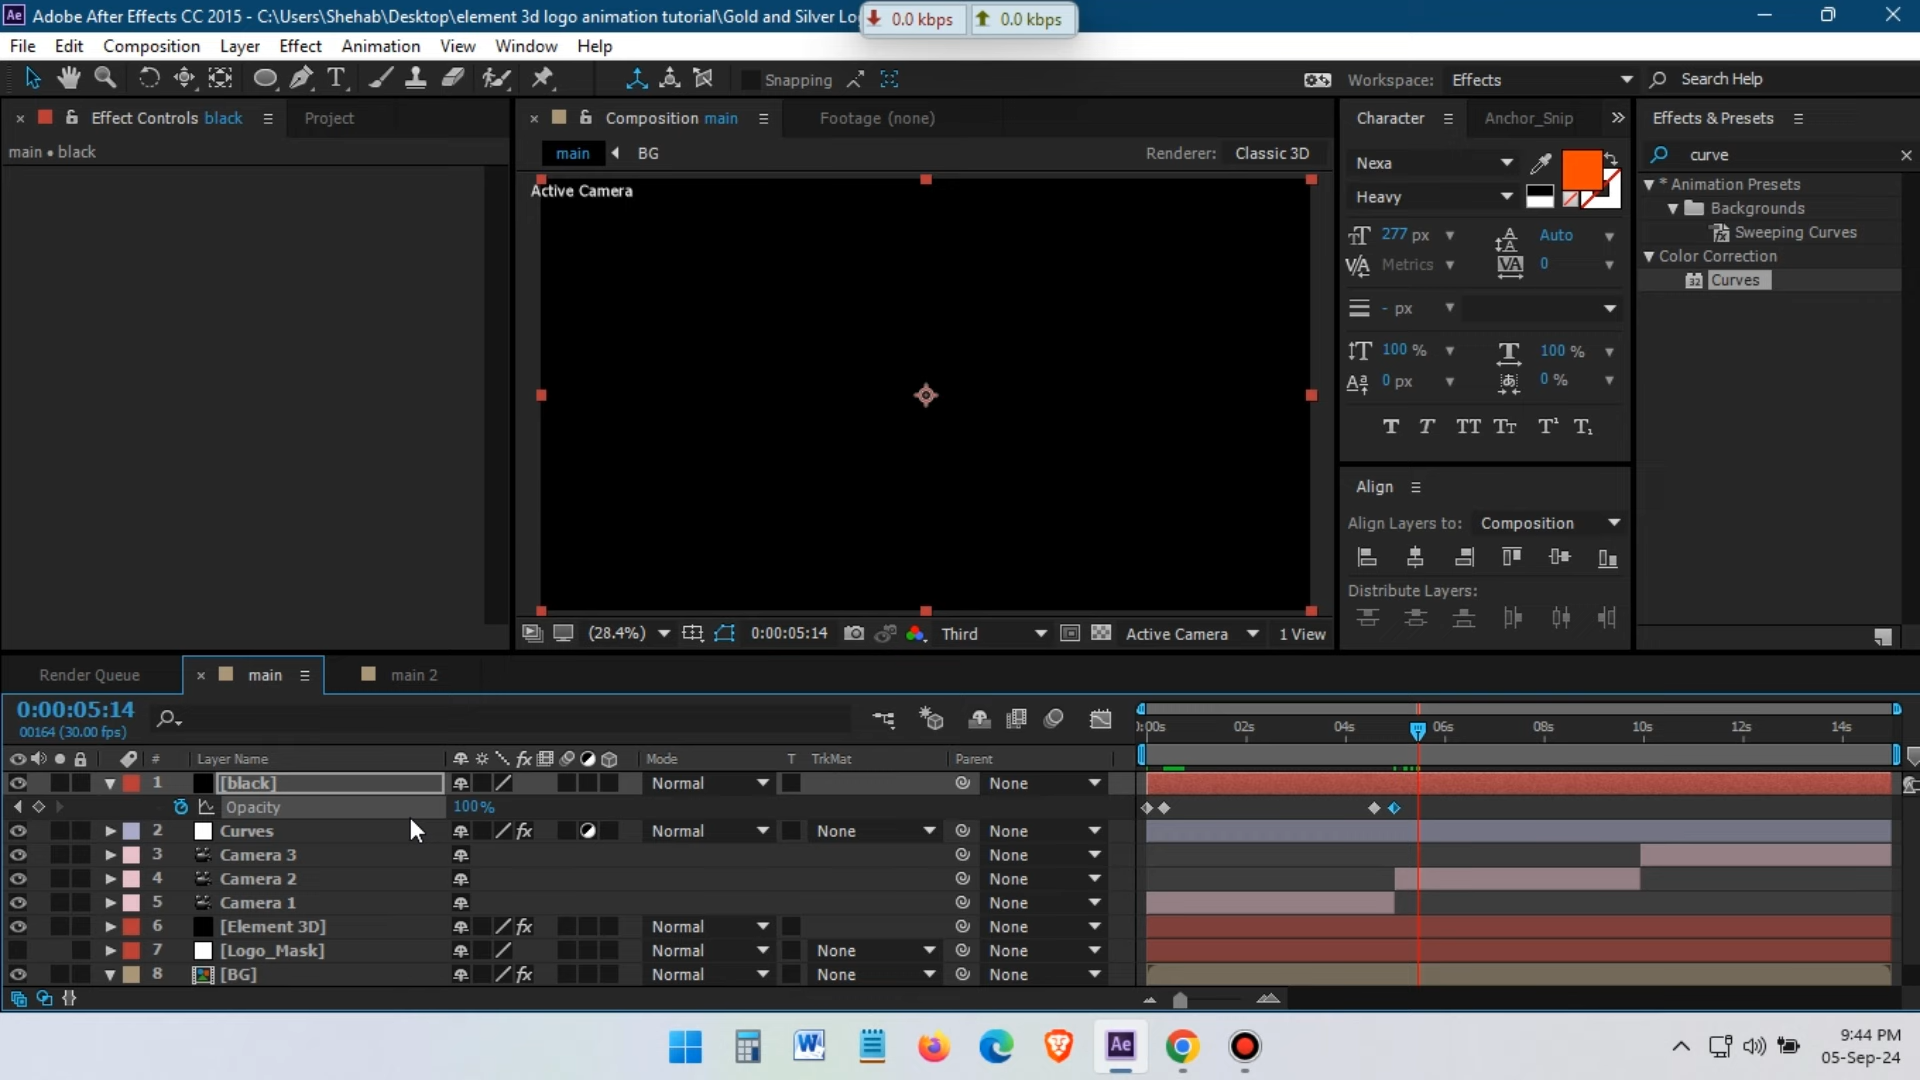 Adobe After Effects CC 2015 - C:\Users\Shehab\Desktop\element 3d logo animation tutorial\Gold and Silver Lo
0.0 kbps
0.0 kbps
File Edit Composition Layer Effect Animation View Window Help
Snapping
Workspace: Effects
Search Help
Effect Controls black
Project
Composition main
Footage (none)
Character
Anchor_Snip
Effects & Presets
main • black
main
BG
Renderer: Classic 3D
Active Camera
Nexa
Heavy
curve
* Animation Presets
Backgrounds
Sweeping Curves
Color Correction
Curves
277 px
Auto
Metrics
0
- px
100 %
100 %
0 px
0 %
T T TT TT T¹ T₁
Align
Align Layers to: Composition
Distribute Layers:
(28.4%)
0:00:05:14
Third
Active Camera
1 View
Render Queue
main
main 2
0:00:05:14
00164 (30.00 fps)
):00s 02s 04s 06s 08s 10s 12s 14s
# Layer Name Mode T TrkMat Parent
1 [black] Normal None
Opacity 100%
2 Curves fx Normal None None
3 Camera 3 None
4 Camera 2 None
5 Camera 1 None
6 [Element 3D] fx Normal None
7 [Logo_Mask] Normal None None
8 [BG] fx Normal None None
9:44 PM
05-Sep-24